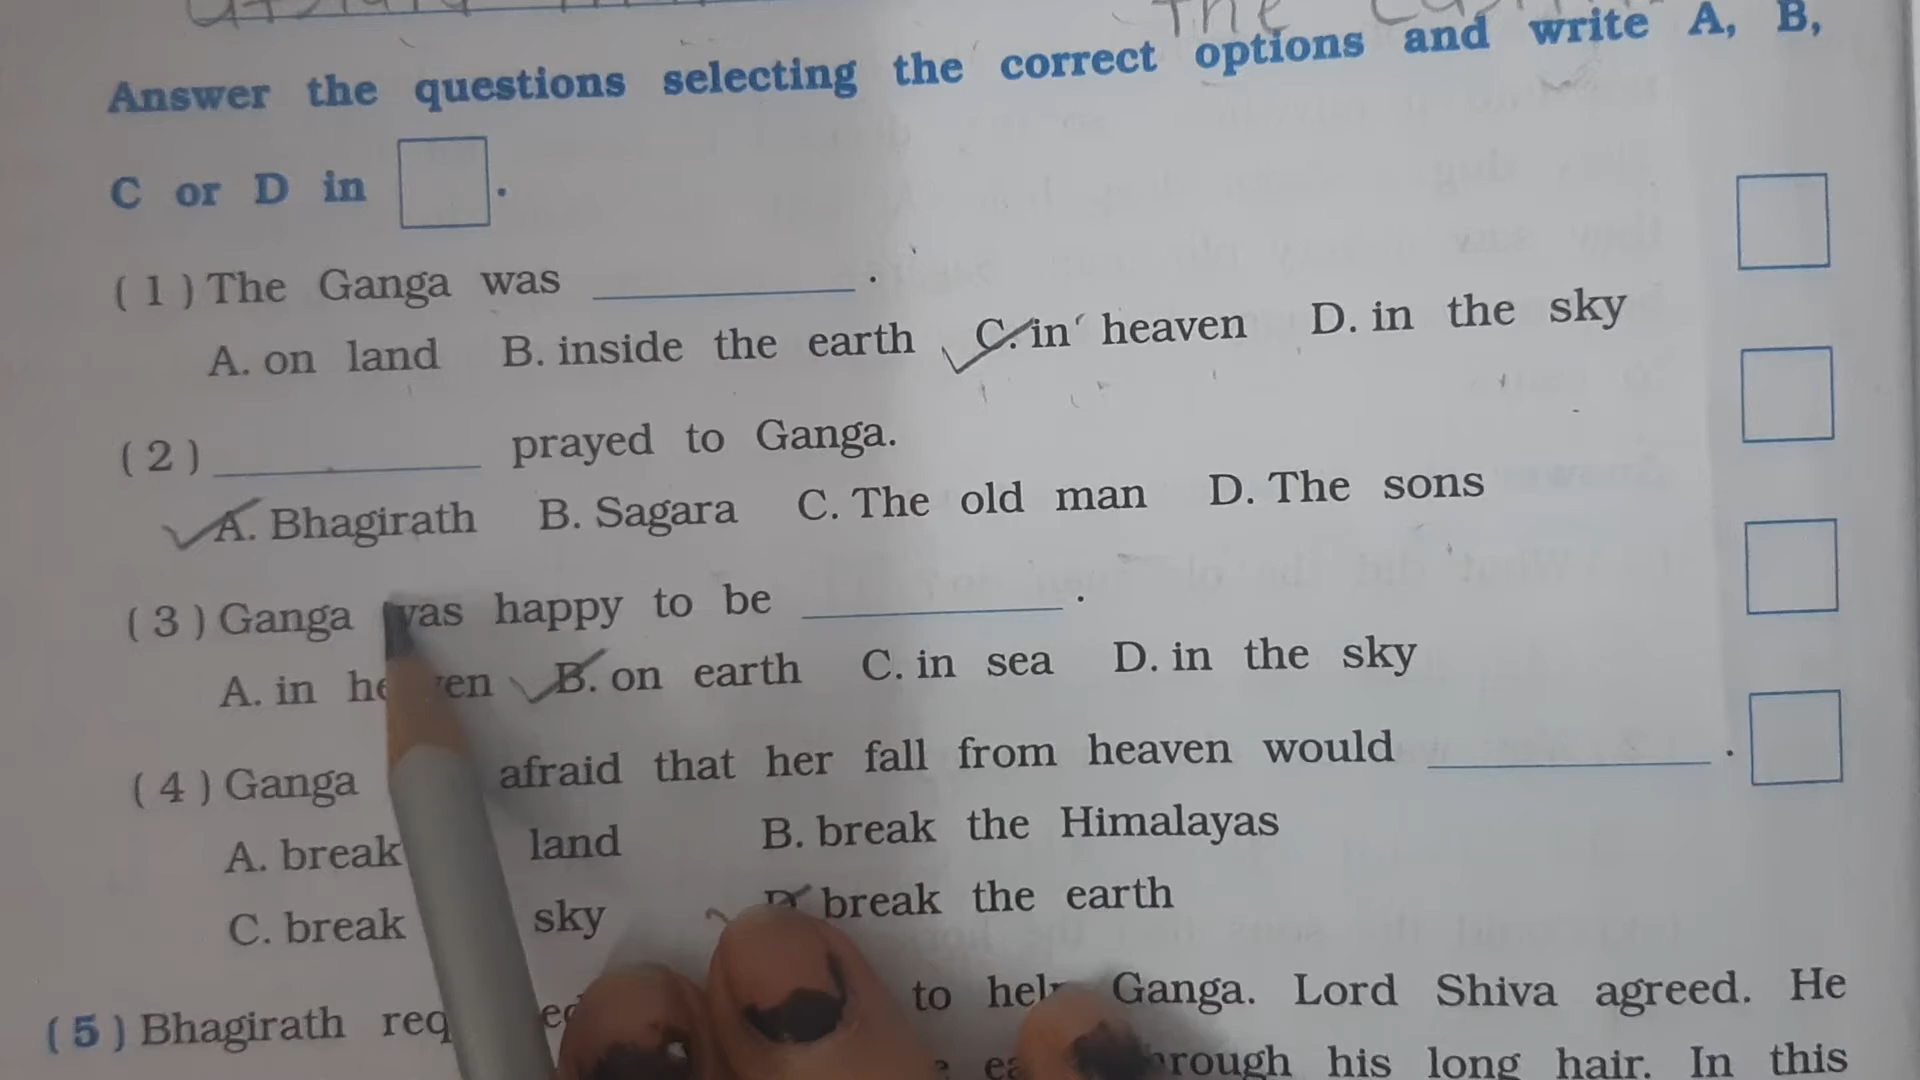 The
Answer the questions selecting the correct options and write A, B,
C or D in .
(1) The Ganga was ________ .
A. on land B. inside the earth C. in heaven D. in the sky
(2) ________ prayed to Ganga.
A. Bhagirath B. Sagara C. The old man D. The sons
(3) Ganga was happy to be ________ .
A. in heaven B. on earth C. in sea D. in the sky
(4) Ganga afraid that her fall from heaven would ________ .
A. break land B. break the Himalayas
C. break sky D break the earth
(5) Bhagirath to help Ganga. Lord Shiva agreed. He
through his long hair. In this